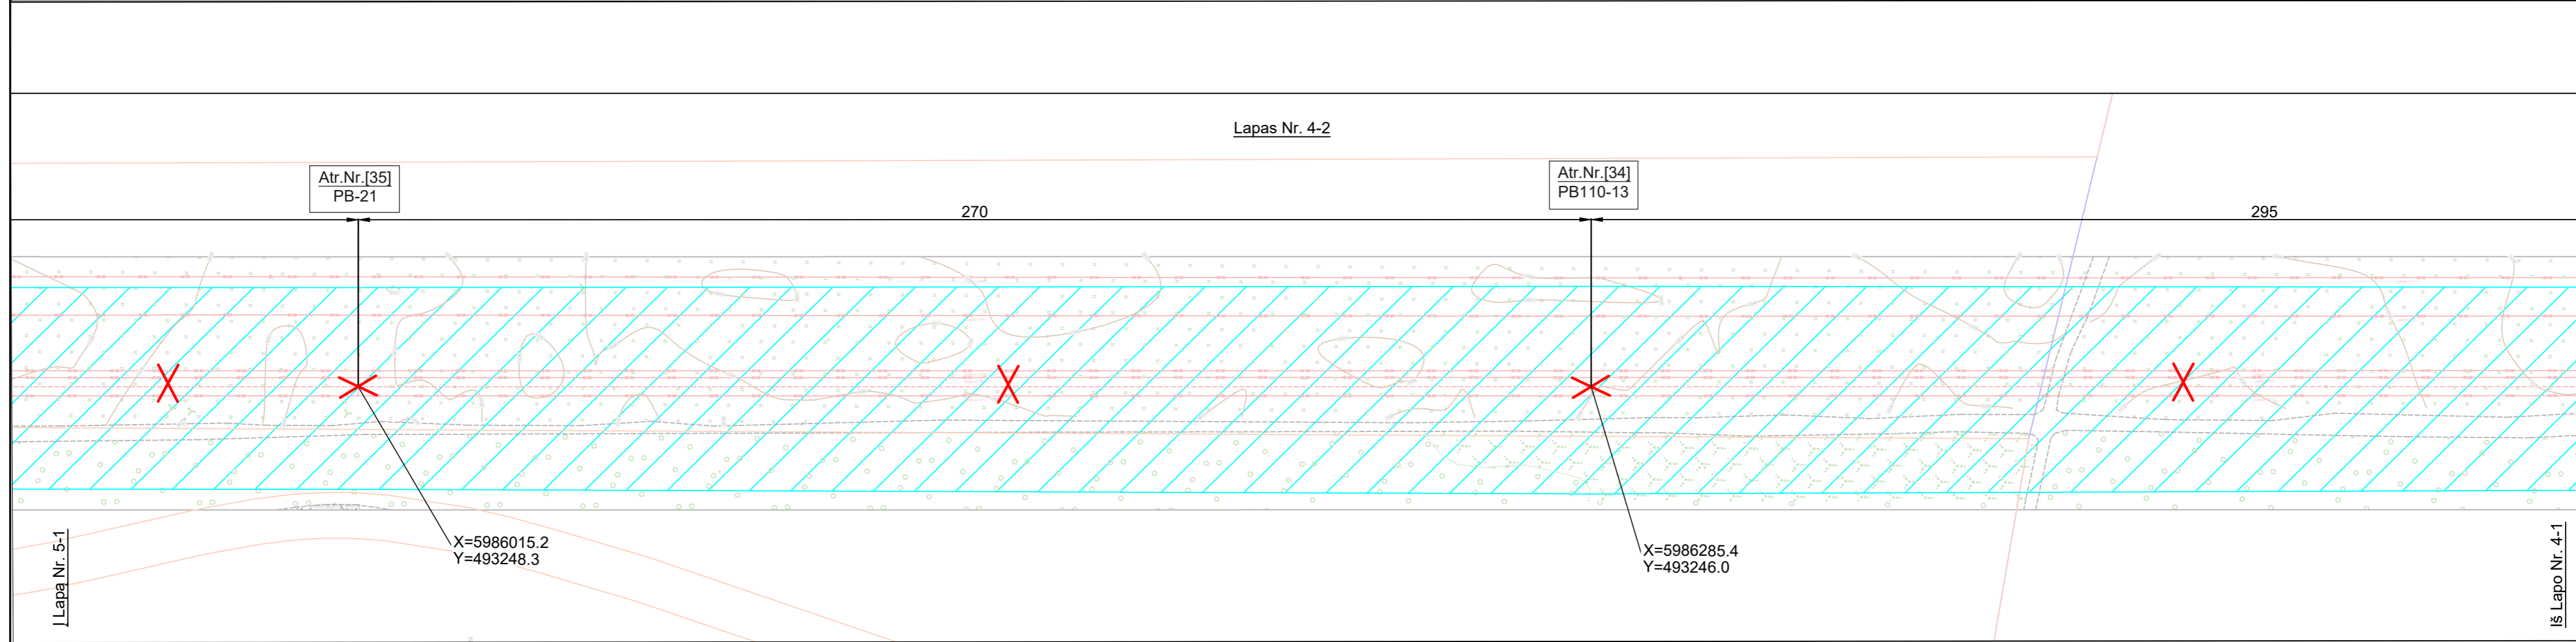 Lapas Nr. 4-2
Atr.Nr.[35]
PB-21
Atr.Nr.[34]
PB110-13
270
295
X=5986015.2
Y=493248.3
X=5986285.4
Y=493246.0
Į Lapą Nr. 5-1
Iš Lapo Nr. 4-1